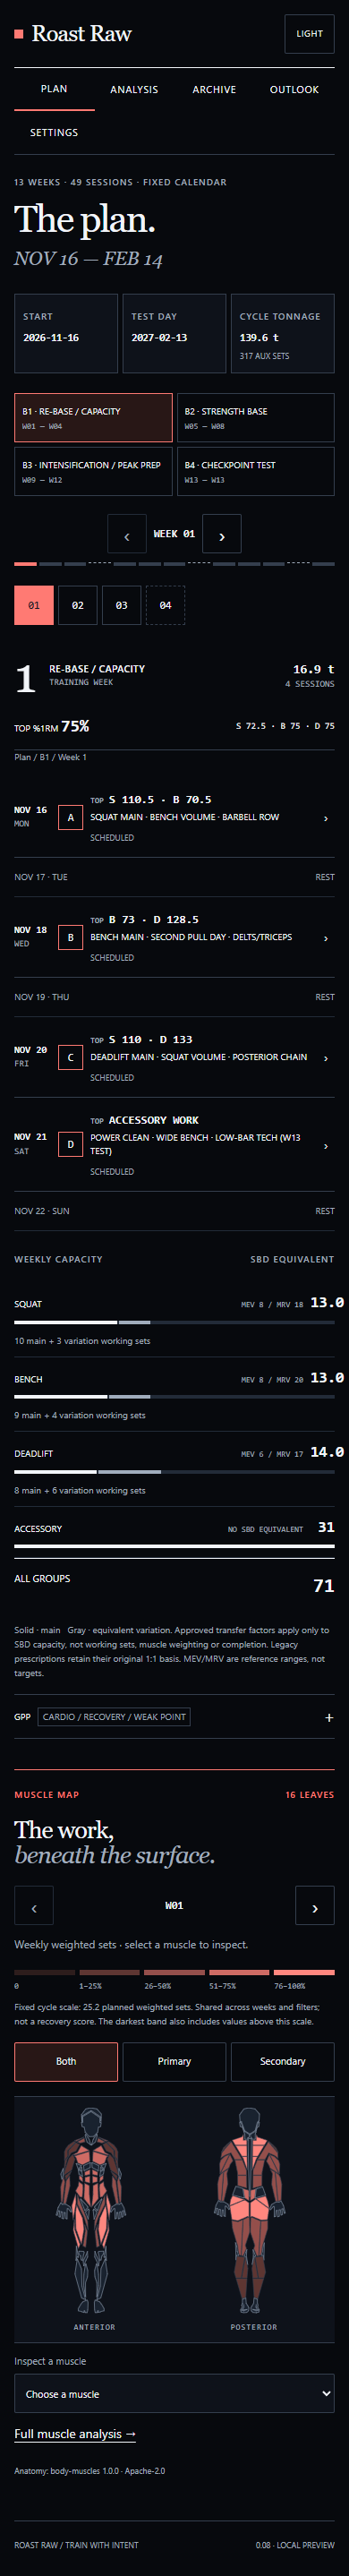 Roast Raw
LIGHT
PLAN
ANALYSIS
ARCHIVE
OUTLOOK
SETTINGS
13 WEEKS · 49 SESSIONS · FIXED CALENDAR
The plan.
NOV 16 — FEB 14
START
2026-11-16
TEST DAY
2027-02-13
CYCLE TONNAGE
139.6 t
317 AUX SETS
B1 · RE-BASE / CAPACITY
W01 — W04
B2 · STRENGTH BASE
W05 — W08
B3 · INTENSIFICATION / PEAK PREP
W09 — W12
B4 · CHECKPOINT TEST
W13 — W13
‹ WEEK 01 ›
01
02
03
04
1
RE-BASE / CAPACITY
TRAINING WEEK
16.9 t
4 SESSIONS
TOP %1RM 75%
S 72.5 · B 75 · D 75
Plan / B1 / Week 1
NOV 16
MON
A
TOP S 110.5 · B 70.5
SQUAT MAIN · BENCH VOLUME · BARBELL ROW
SCHEDULED
›
NOV 17 · TUE
REST
NOV 18
WED
B
TOP B 73 · D 128.5
BENCH MAIN · SECOND PULL DAY · DELTS/TRICEPS
SCHEDULED
›
NOV 19 · THU
REST
NOV 20
FRI
C
TOP S 110 · D 133
DEADLIFT MAIN · SQUAT VOLUME · POSTERIOR CHAIN
SCHEDULED
›
NOV 21
SAT
D
TOP ACCESSORY WORK
POWER CLEAN · WIDE BENCH · LOW-BAR TECH (W13
TEST)
SCHEDULED
›
NOV 22 · SUN
REST
WEEKLY CAPACITY
SBD EQUIVALENT
SQUAT
MEV 8 / MRV 18 13.0
10 main + 3 variation working sets
BENCH
MEV 8 / MRV 20 13.0
9 main + 4 variation working sets
DEADLIFT
MEV 6 / MRV 17 14.0
8 main + 6 variation working sets
ACCESSORY
NO SBD EQUIVALENT 31
ALL GROUPS
71
Solid · main Gray · equivalent variation. Approved transfer factors apply only to
SBD capacity, not working sets, muscle weighting or completion. Legacy
prescriptions retain their original 1:1 basis. MEV/MRV are reference ranges, not
targets.
GPP CARDIO / RECOVERY / WEAK POINT +
MUSCLE MAP
16 LEAVES
The work,
beneath the surface.
‹ W01 ›
Weekly weighted sets · select a muscle to inspect.
0
1–25%
26–50%
51–75%
76–100%
Fixed cycle scale: 25.2 planned weighted sets. Shared across weeks and filters;
not a recovery score. The darkest band also includes values above this scale.
Both
Primary
Secondary
ANTERIOR
POSTERIOR
Inspect a muscle
Choose a muscle
Full muscle analysis →
Anatomy: body-muscles 1.0.0 · Apache-2.0
ROAST RAW / TRAIN WITH INTENT
0.08 · LOCAL PREVIEW